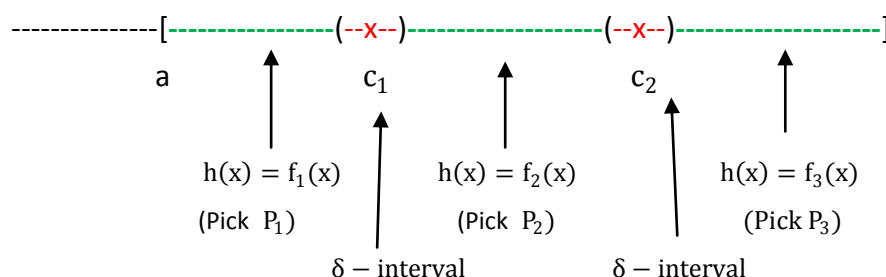 [ ( x ) ( x ) ]
a c₁ c₂
h(x) = f₁(x) h(x) = f₂(x) h(x) = f₃(x)
(Pick P₁) (Pick P₂) (Pick P₃)
δ – interval δ – interval